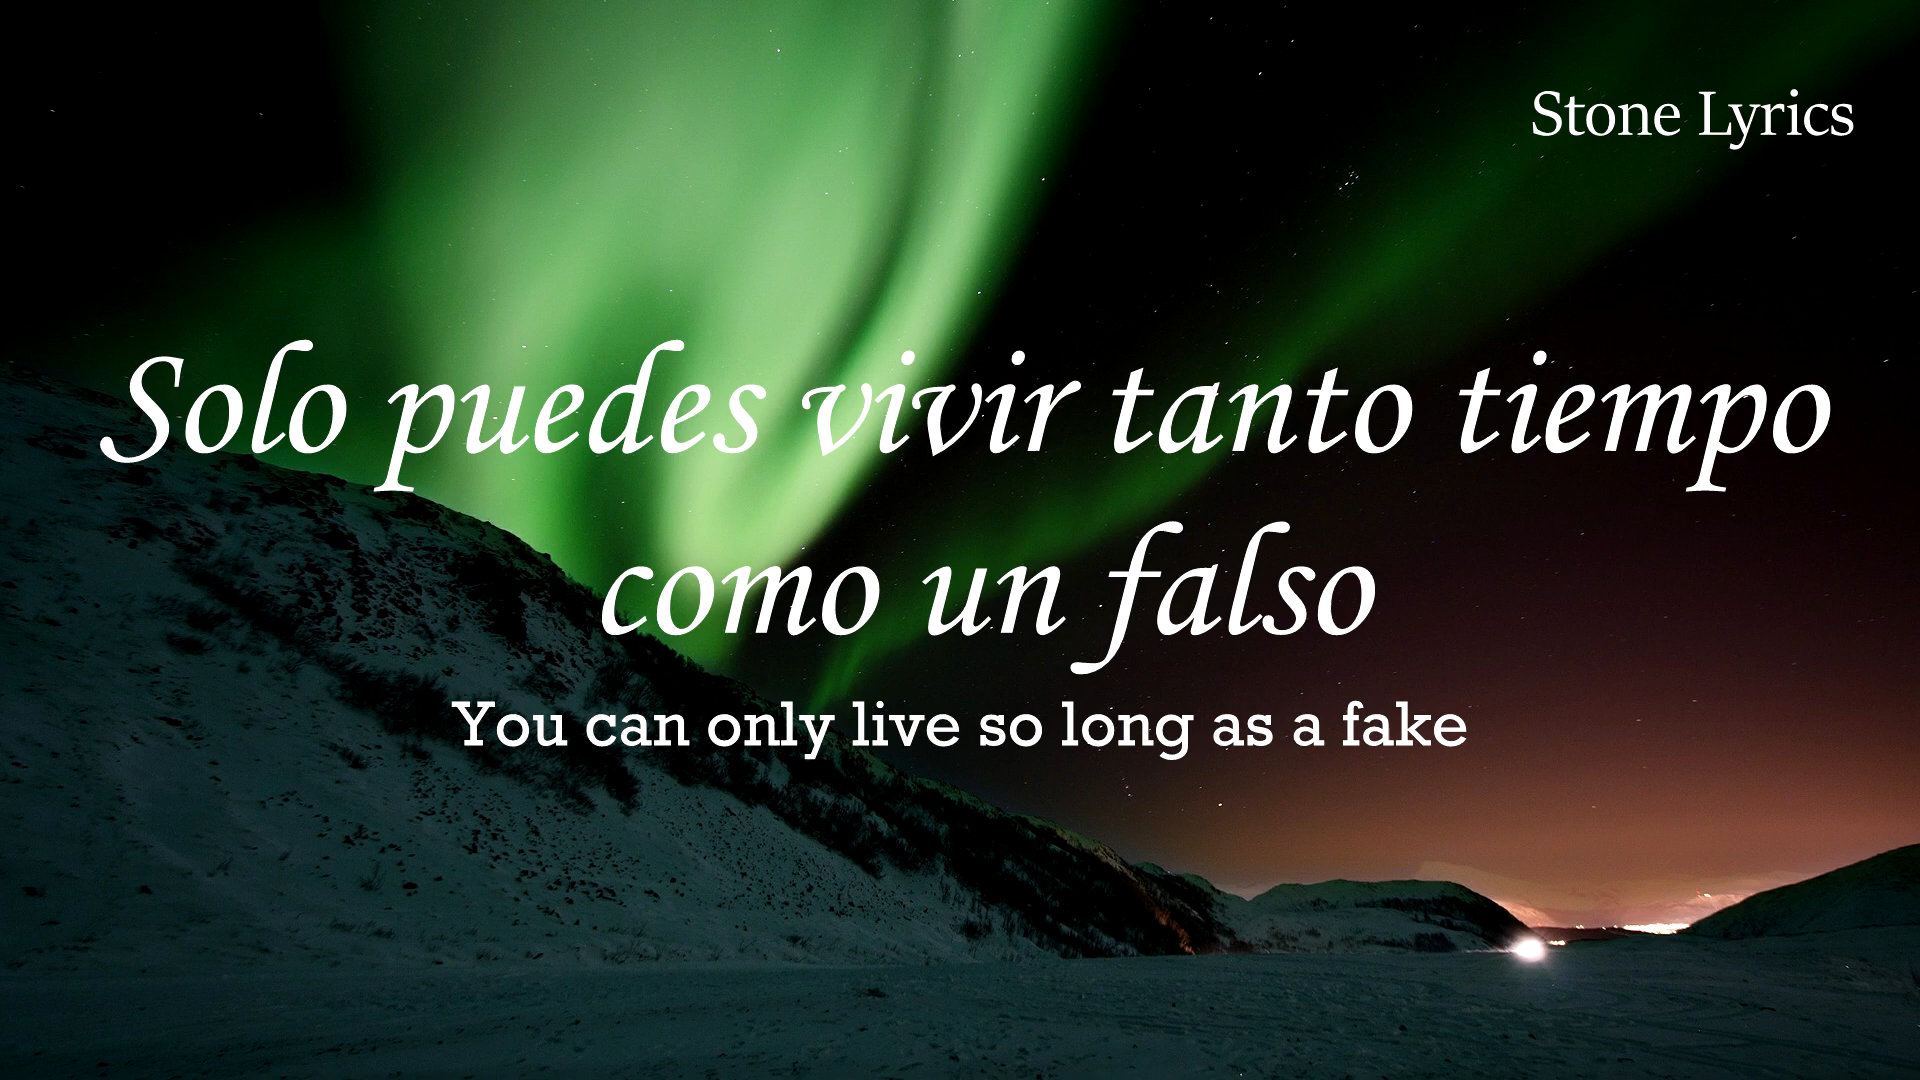 Stone Lyrics
Solo puedes vivir tanto tiempo
como un falso
You can only live so long as a fake